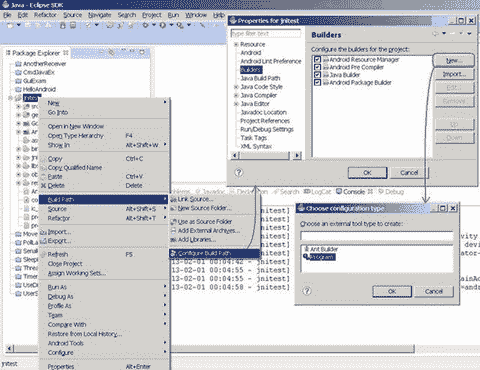 Java - Eclipse SDK
File Edit Refactor Source Navigate Search Project Run Window Help
Package Explorer
AnotherReceiver
CmdJavaEx
GuiExam
HelloAndroid
jnitest
New
Go Into
Open in New Window
Open Type Hierarchy F4
Show In Alt+Shift+W
Copy Ctrl+C
Copy Qualified Name
Paste Ctrl+V
Delete Delete
Build Path
Source Alt+Shift+S
Refactor Alt+Shift+T
Import...
Export...
Refresh F5
Close Project
Assign Working Sets...
Run As
Debug As
Profile As
Team
Compare With
Restore from Local History...
Android Tools
Configure
Properties Alt+Enter
Link Source...
New Source Folder...
Use as Source Folder
Add External Archives...
Add Libraries...
Configure Build Path...
Javadoc
Search
LogCat
Console
Debug
13-02-01 00:04:42 - jnitest]
13-02-01 00:04:55 - jnitest]
13-02-01 00:04:58 - jnitest]
jnitest
Properties for jnitest
type filter text
Resource
Android
Android Lint Preference
Builders
Java Build Path
Java Code Style
Java Compiler
Java Editor
Javadoc Location
Project References
Run/Debug Settings
Task Tags
XML Syntax
Builders
Configure the builders for the project:
Android Resource Manager
Android Pre Compiler
Java Builder
Android Package Builder
New...
Import...
Edit...
Remove
Up
Down
OK
Cancel
Choose configuration type
Choose an external tool type to create:
Ant Builder
Program
OK
Cancel